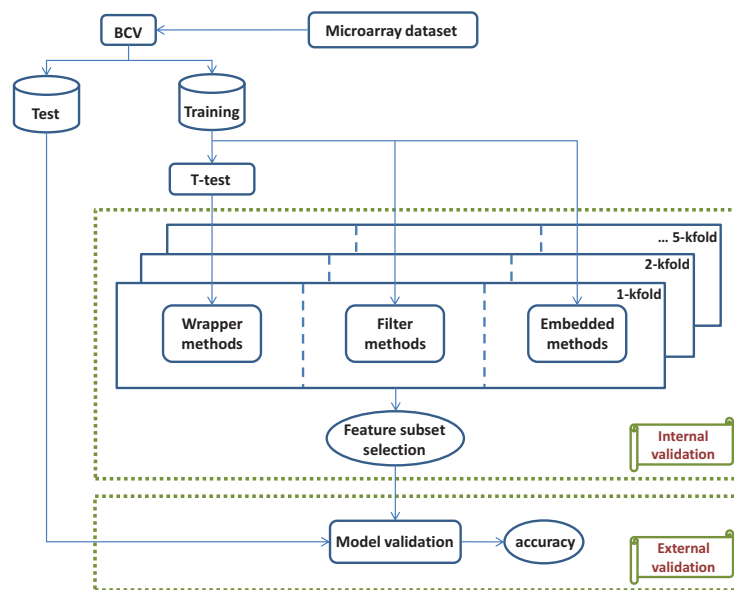 BCV
Microarray dataset
Test
Training
T-test
... 5-kfold
2-kfold
1-kfold
Wrapper
methods
Filter
methods
Embedded
methods
Feature subset
selection
Internal
validation
Model validation
accuracy
External
validation